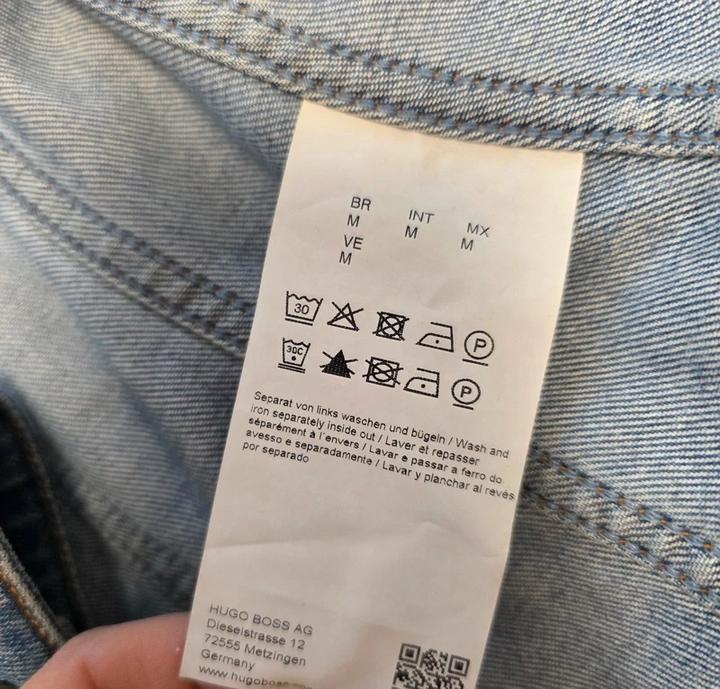 BR INT MX
M M M
VE
M
30 P
30C P
Separat von links waschen und bügeln / Wash and
iron separately inside out / Laver et repasser
séparément à l'envers / Lavar e passar a ferro do
avesso e separadamente / Lavar y planchar al revés
por separado
HUGO BOSS AG
Dieselstrasse 12
72555 Metzingen
Germany